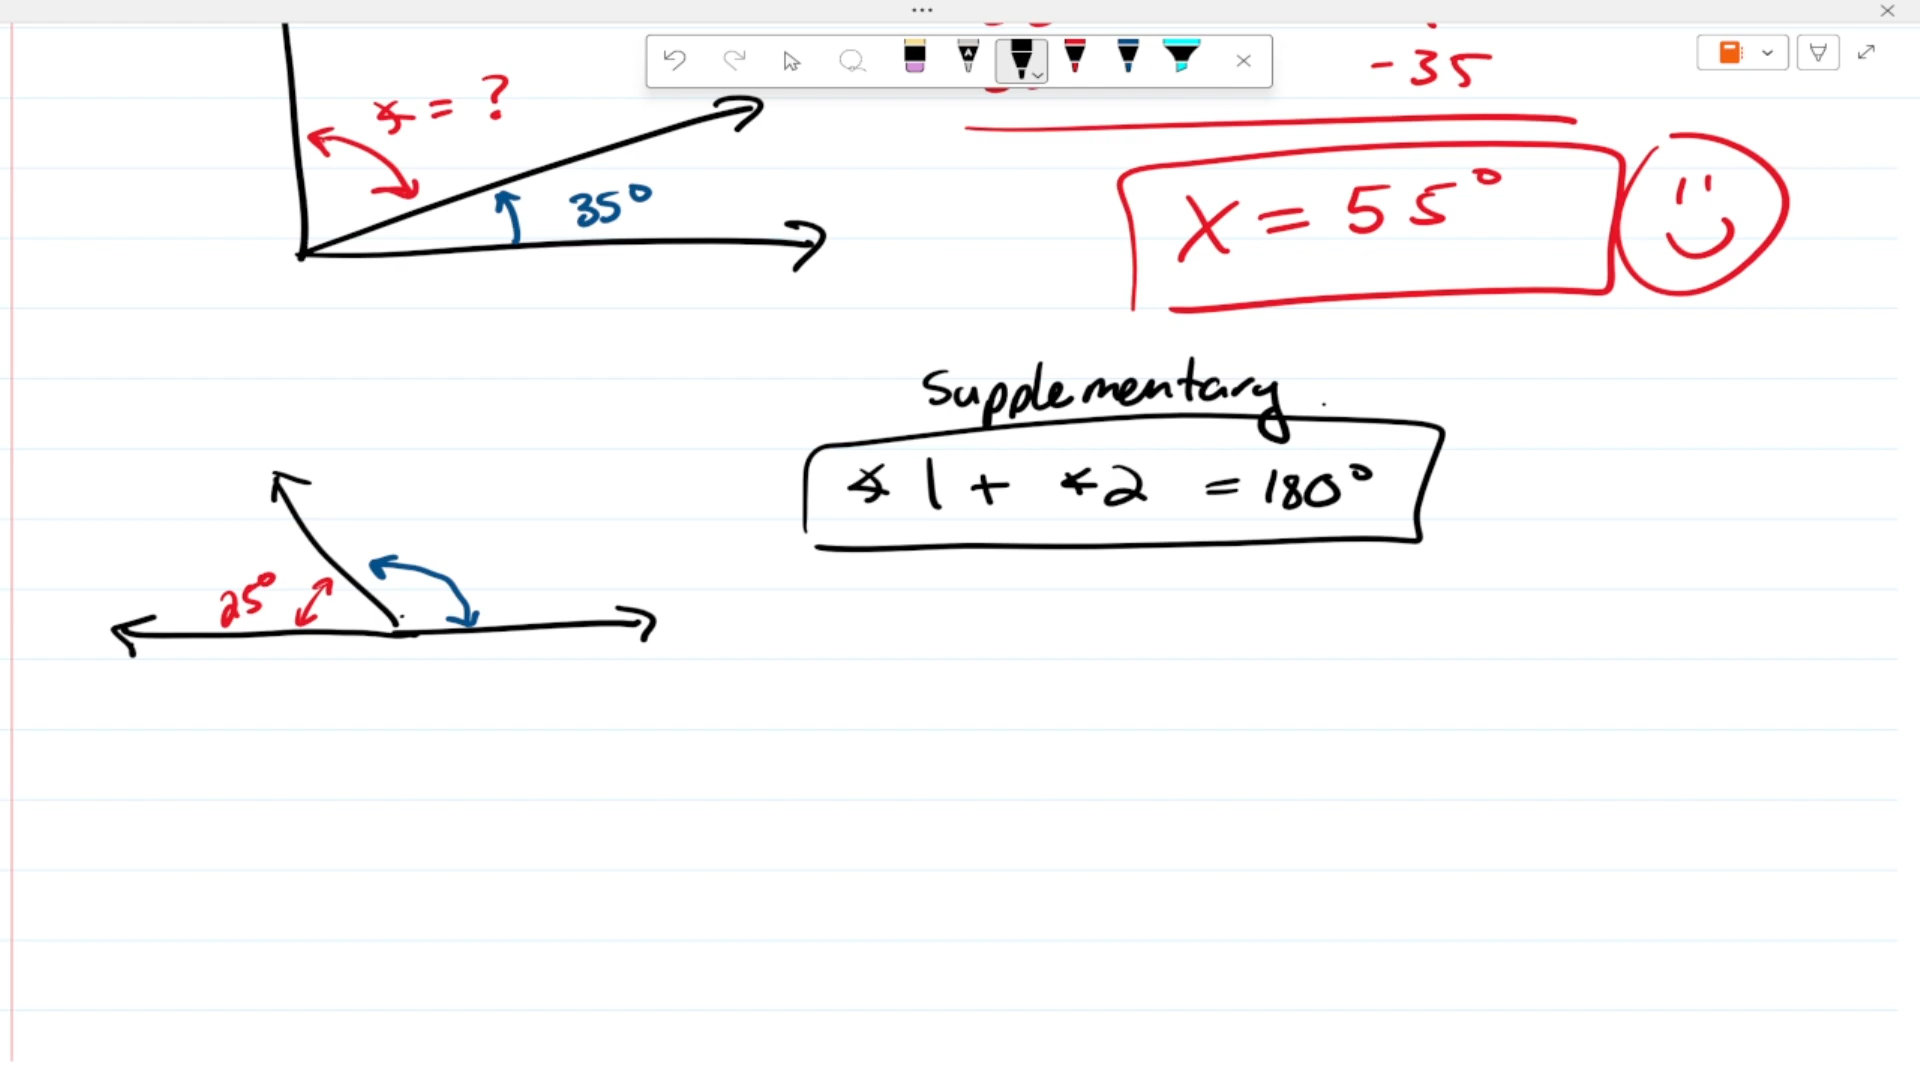 - 35
∡ = ?
35°
x = 55°
Supplementary
∡ 1 + ∡ 2 = 180°
25°